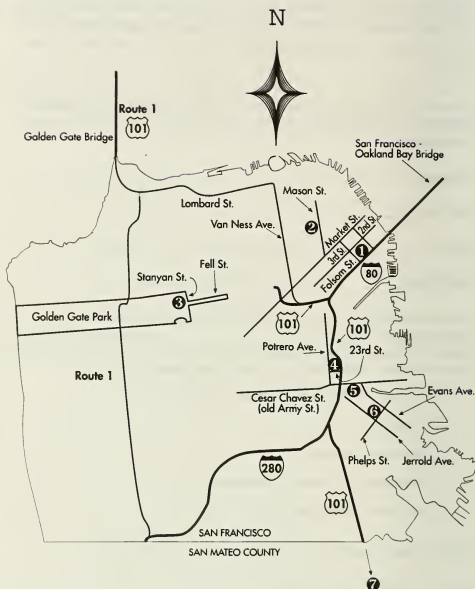 N
Route 1
101
Galden Gate Bridge
San Francisco -
Oakland Bay Bridge
Mason St.
Lombard St.
Van Ness Ave.
2
Market St.
2nd St.
3rd St.
1
Folsom St.
80
Stanyan St.
Fell St.
3
Golden Gate Park
101
101
Potrero Ave.
23rd St.
4
Route 1
Cesar Chavez St.
(old Army St.)
5
Evans Ave.
6
Phelps St.
Jerrold Ave.
280
101
SAN FRANCISCO
SAN MATEO COUNTY
7